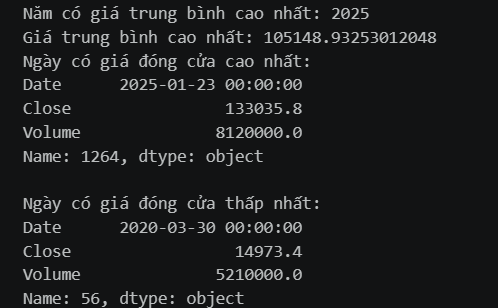 Năm có giá trung bình cao nhất: 2025
Giá trung bình cao nhất: 105148.93253012048
Ngày có giá đóng cửa cao nhất:
Date      2025-01-23 00:00:00
Close                133035.8
Volume              8120000.0
Name: 1264, dtype: object

Ngày có giá đóng cửa thấp nhất:
Date      2020-03-30 00:00:00
Close                 14973.4
Volume              5210000.0
Name: 56, dtype: object